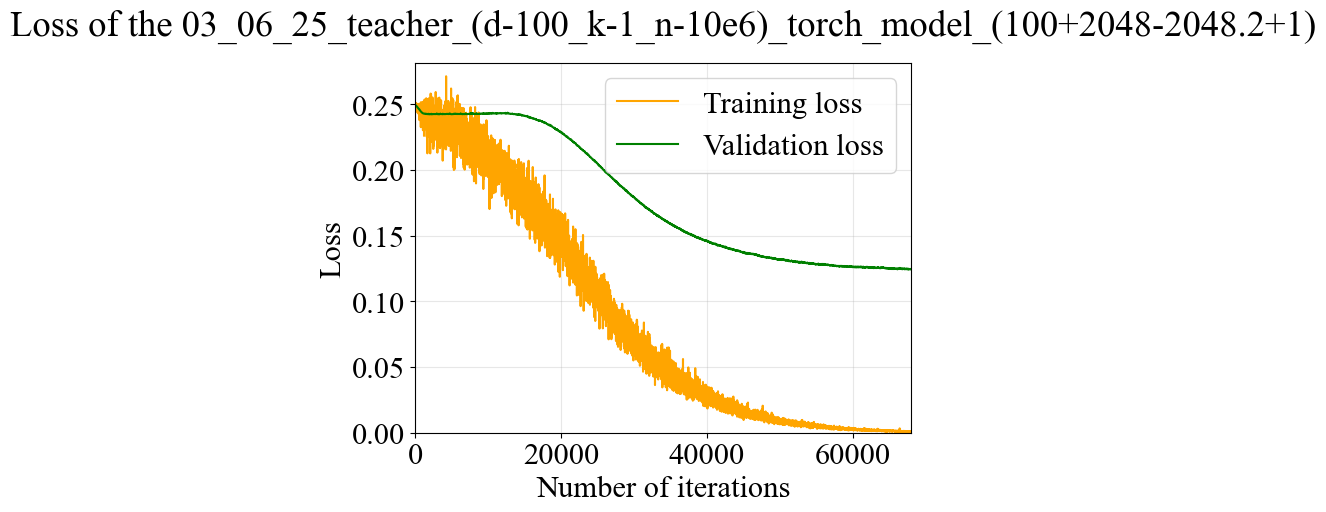 Loss of the 03_06_25_teacher_(d-100_k-1_n-10e6)_torch_model_(100+2048-2048.2+1)
Training loss
Validation loss
0.25
0.20
0.15
0.10
0.05
0.00
Loss
0 20000 40000 60000
Number of iterations